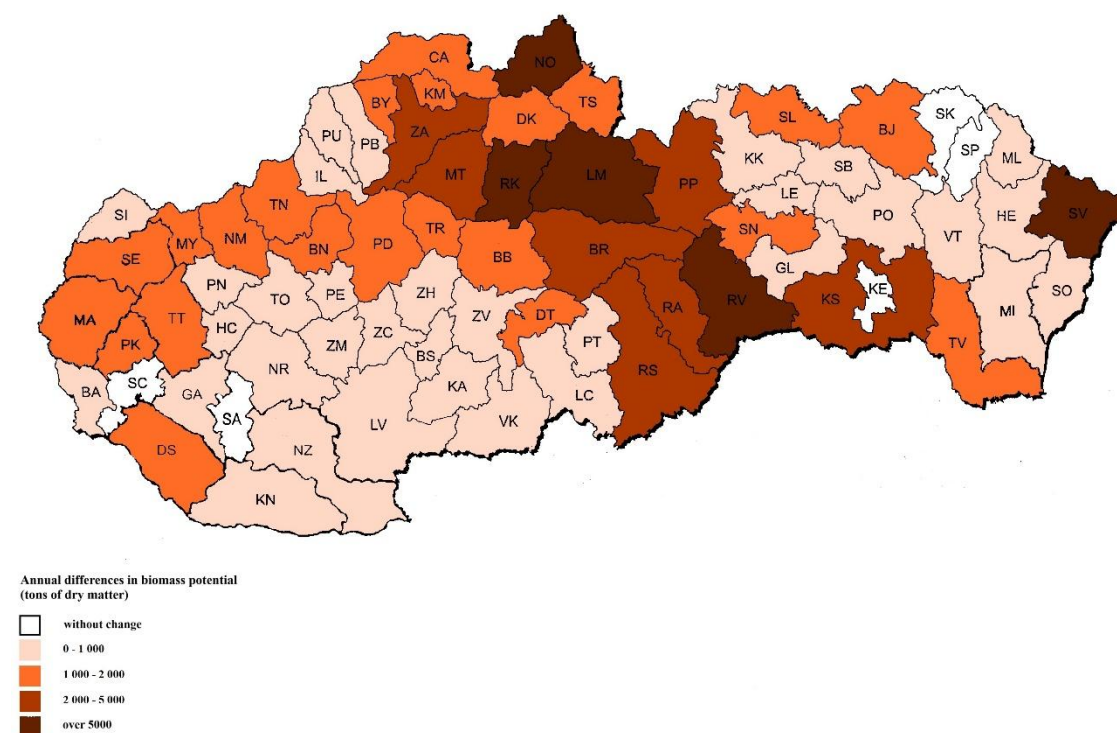 CA
NO
BY
KM
TS
DK
PU
PB
ZA
IL
MT
RK
LM
PP
SL
BJ
SK
SP
ML
KK
SB
LE
PO
HE
SV
SI
TN
MY
NM
SE
BN
PD
TR
BB
BR
SN
GL
VT
SO
MA
TT
PN
TO
PE
ZH
ZV
DT
RA
RV
KS
KE
MI
PK
HC
ZM
ZC
BS
PT
TV
BA
SC
GA
NR
KA
RS
LC
SA
LV
VK
DS
NZ
KN
Annual differences in biomass potential
(tons of dry matter)
without change
0 - 1 000
1 000 - 2 000
2 000 - 5 000
over 5000